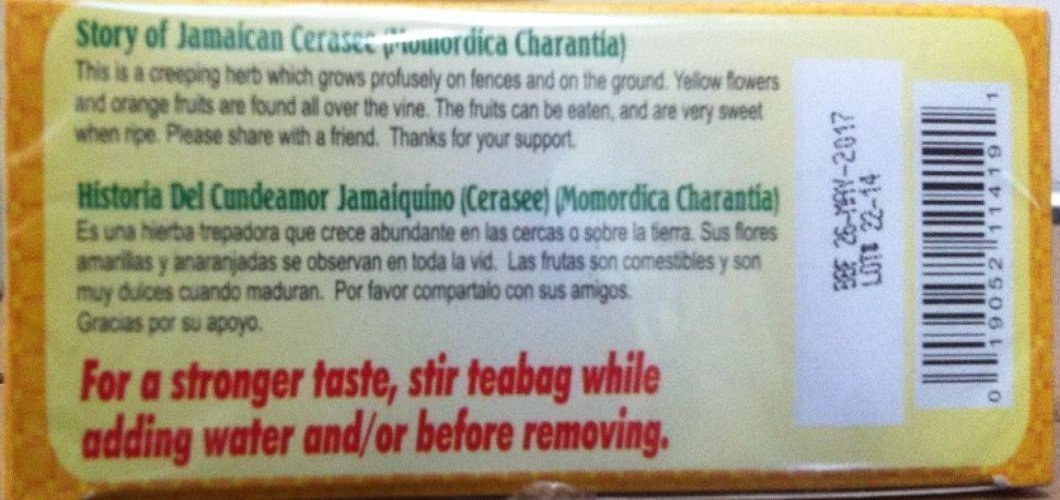 Story of Jamaican Cerasee (Momordica Charantia)
This is a creeping herb which grows profusely on fences and on the ground. Yellow flowers
and orange fruits are found all over the vine. The fruits can be eaten, and are very sweet
when ripe. Please share with a friend. Thanks for your support.
Historia Del Cundeamor Jamaiquino (Cerasee) (Momordica Charantia)
Es una hierba trepadora que crece abundante en las cercas o sobre la tierra. Sus flores
amarillas y anaranjadas se observan en toda la vid. Las frutas son comestibles y son
muy dulces cuando maduran. Por favor compartalo con sus amigos.
Gracias por su apoyo.
For a stronger taste, stir teabag while
adding water and/or before removing.
BBE 26-MAY-2017
LOT: 22-14
0 19052 11419 1